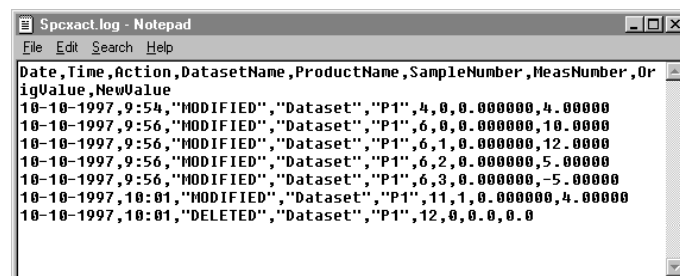 Spcxact.log - Notepad
File Edit Search Help
Date,Time,Action,DatasetName,ProductName,SampleNumber,MeasNumber,Or
igValue,NewValue
10-10-1997,9:54,"MODIFIED","Dataset","P1",4,0,0.000000,4.00000
10-10-1997,9:56,"MODIFIED","Dataset","P1",6,0,0.000000,10.0000
10-10-1997,9:56,"MODIFIED","Dataset","P1",6,1,0.000000,12.0000
10-10-1997,9:56,"MODIFIED","Dataset","P1",6,2,0.000000,5.00000
10-10-1997,9:56,"MODIFIED","Dataset","P1",6,3,0.000000,-5.00000
10-10-1997,10:01,"MODIFIED","Dataset","P1",11,1,0.000000,4.00000
10-10-1997,10:01,"DELETED","Dataset","P1",12,0,0.0,0.0